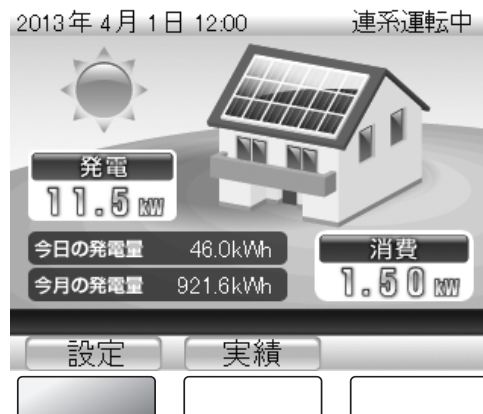 2013年 4月 1日 12:00 連系運転中
発電
11.5 kW
今日の発電量 46.0kWh
消費
今月の発電量 921.6kWh
1.50 kW
設定 実績